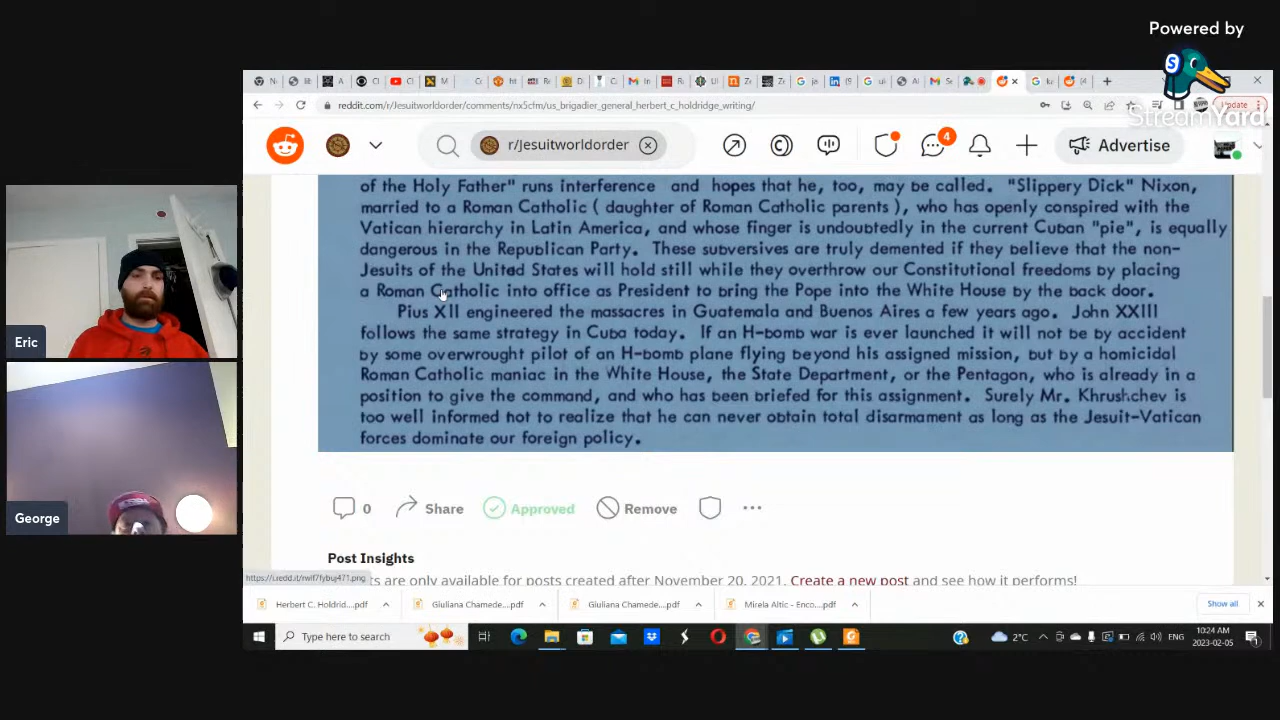 Powered by
StreamYard
Eric
George
reddit.com/r/Jesuitworldorder/comments/nx5cfm/us_brigadier_general_herbert_c_holdridge_writing/
Update
r/Jesuitworldorder
4
Advertise
of the Holy Father" runs interference and hopes that he, too, may be called. "Slippery Dick" Nixon,
married to a Roman Catholic ( daughter of Roman Catholic parents ), who has openly conspired with the
Vatican hierarchy in Latin America, and whose finger is undoubtedly in the current Cuban "pie", is equally
dangerous in the Republican Party. These subversives are truly demented if they believe that the non-
Jesuits of the United States will hold still while they overthrow our Constitutional freedoms by placing
a Roman Catholic into office as President to bring the Pope into the White House by the back door.
Pius XII engineered the massacres in Guatemala and Buenos Aires a few years ago. John XXIII
follows the same strategy in Cuba today. If an H-bomb war is ever launched it will not be by accident
by some overwrought pilot of an H-bomb plane flying beyond his assigned mission, but by a homicidal
Roman Catholic maniac in the White House, the State Department, or the Pentagon, who is already in a
position to give the command, and who has been briefed for this assignment. Surely Mr. Khrushchev is
too well informed not to realize that he can never obtain total disarmament as long as the Jesuit-Vatican
forces dominate our foreign policy.
0 Share Approved Remove
Post Insights
ts are only available for posts created after November 20, 2021. Create a new post and see how it performs!
Herbert C. Holdrid....pdf Giuliana Chamede....pdf Giuliana Chamede....pdf Mirela Altic - Enco....pdf Show all
Type here to search 2°C ENG 10:24 AM
2023-02-05